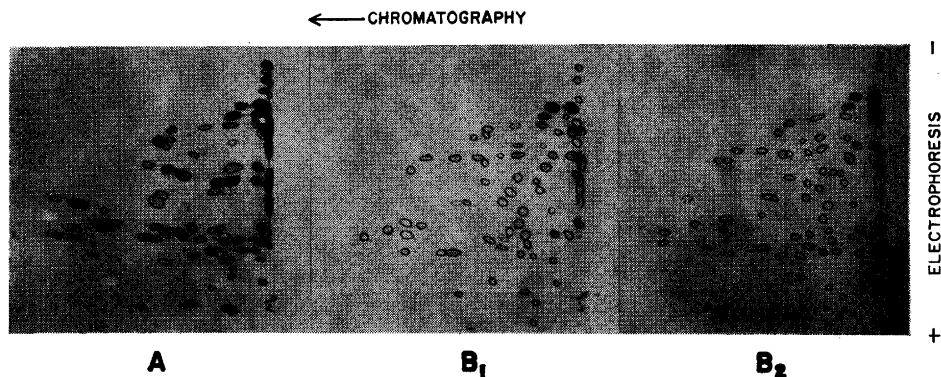 ← CHROMATOGRAPHY
−
ELECTROPHORESIS
+
A
B₁
B₂